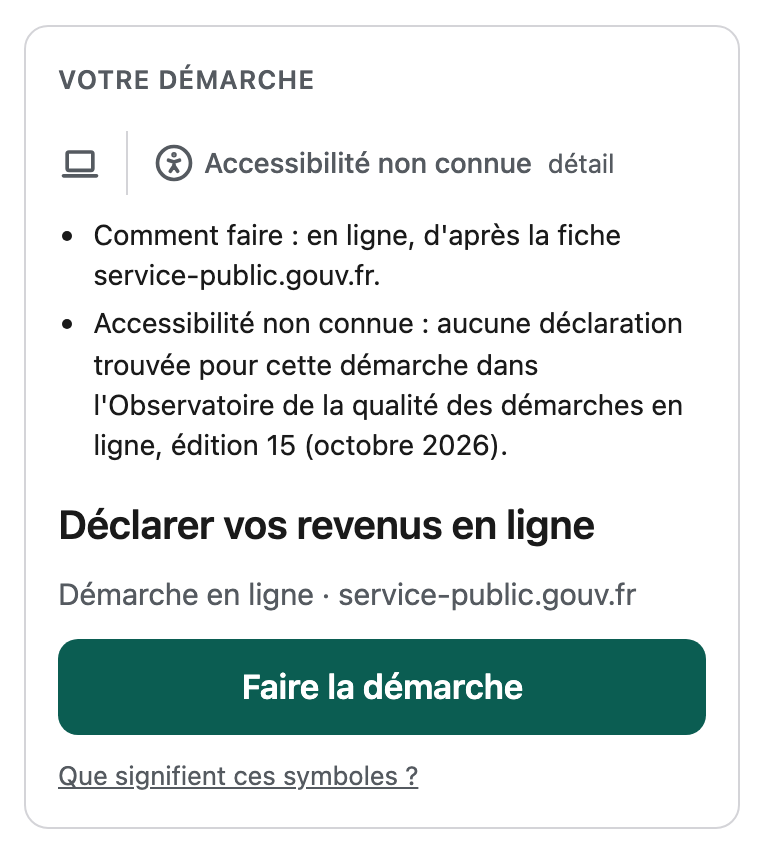 VOTRE DÉMARCHE
Accessibilité non connue détail
• Comment faire : en ligne, d'après la fiche
service-public.gouv.fr.
• Accessibilité non connue : aucune déclaration
trouvée pour cette démarche dans
l'Observatoire de la qualité des démarches en
ligne, édition 15 (octobre 2026).
Déclarer vos revenus en ligne
Démarche en ligne · service-public.gouv.fr
Faire la démarche
Que signifient ces symboles ?